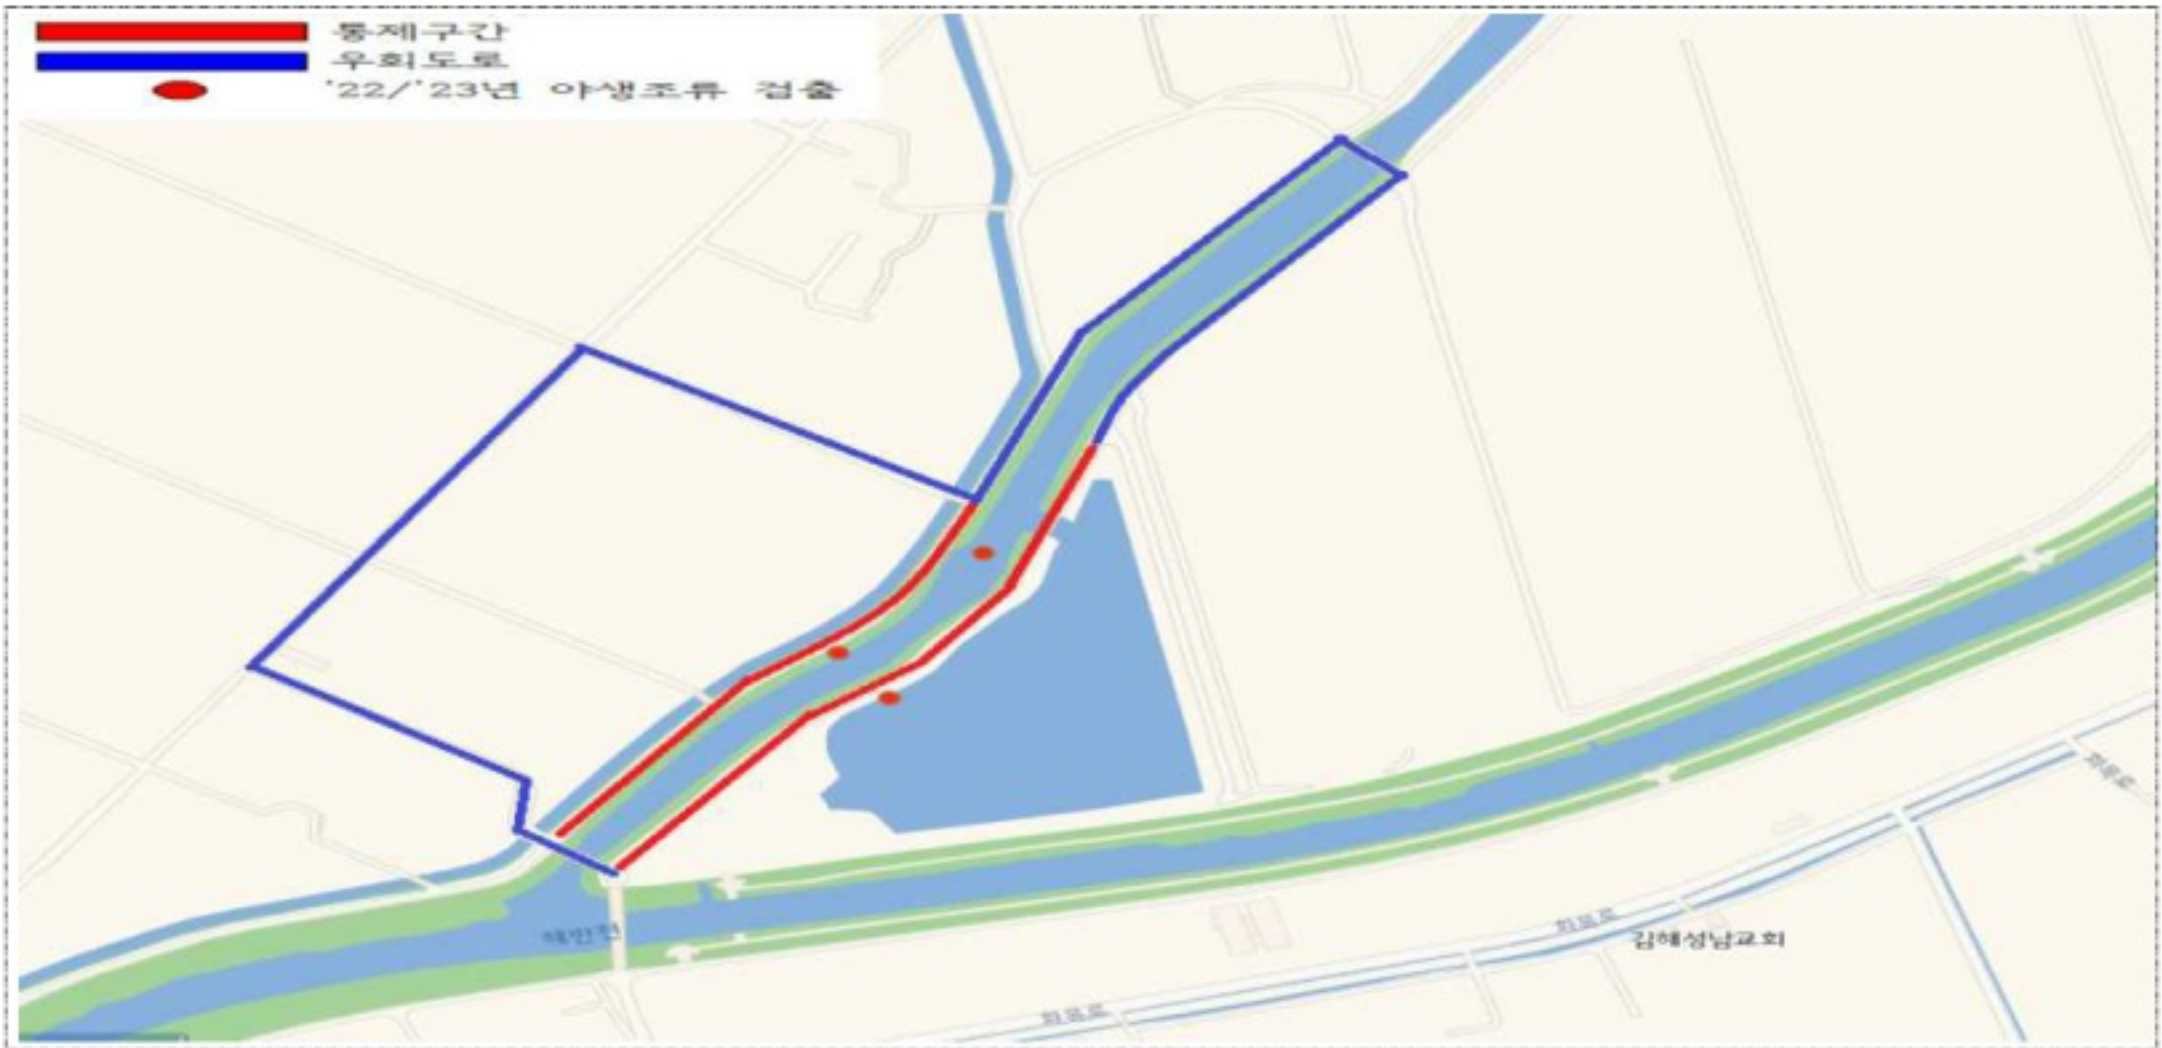 통제구간
우회도로
'22/'23년 야생조류 검출
화목로
해반천
화목로
김해성남교회
화목로